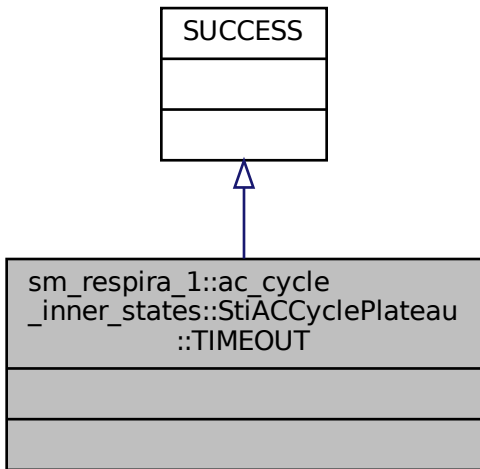 SUCCESS
sm_respira_1::ac_cycle
_inner_states::StiACCyclePlateau
::TIMEOUT